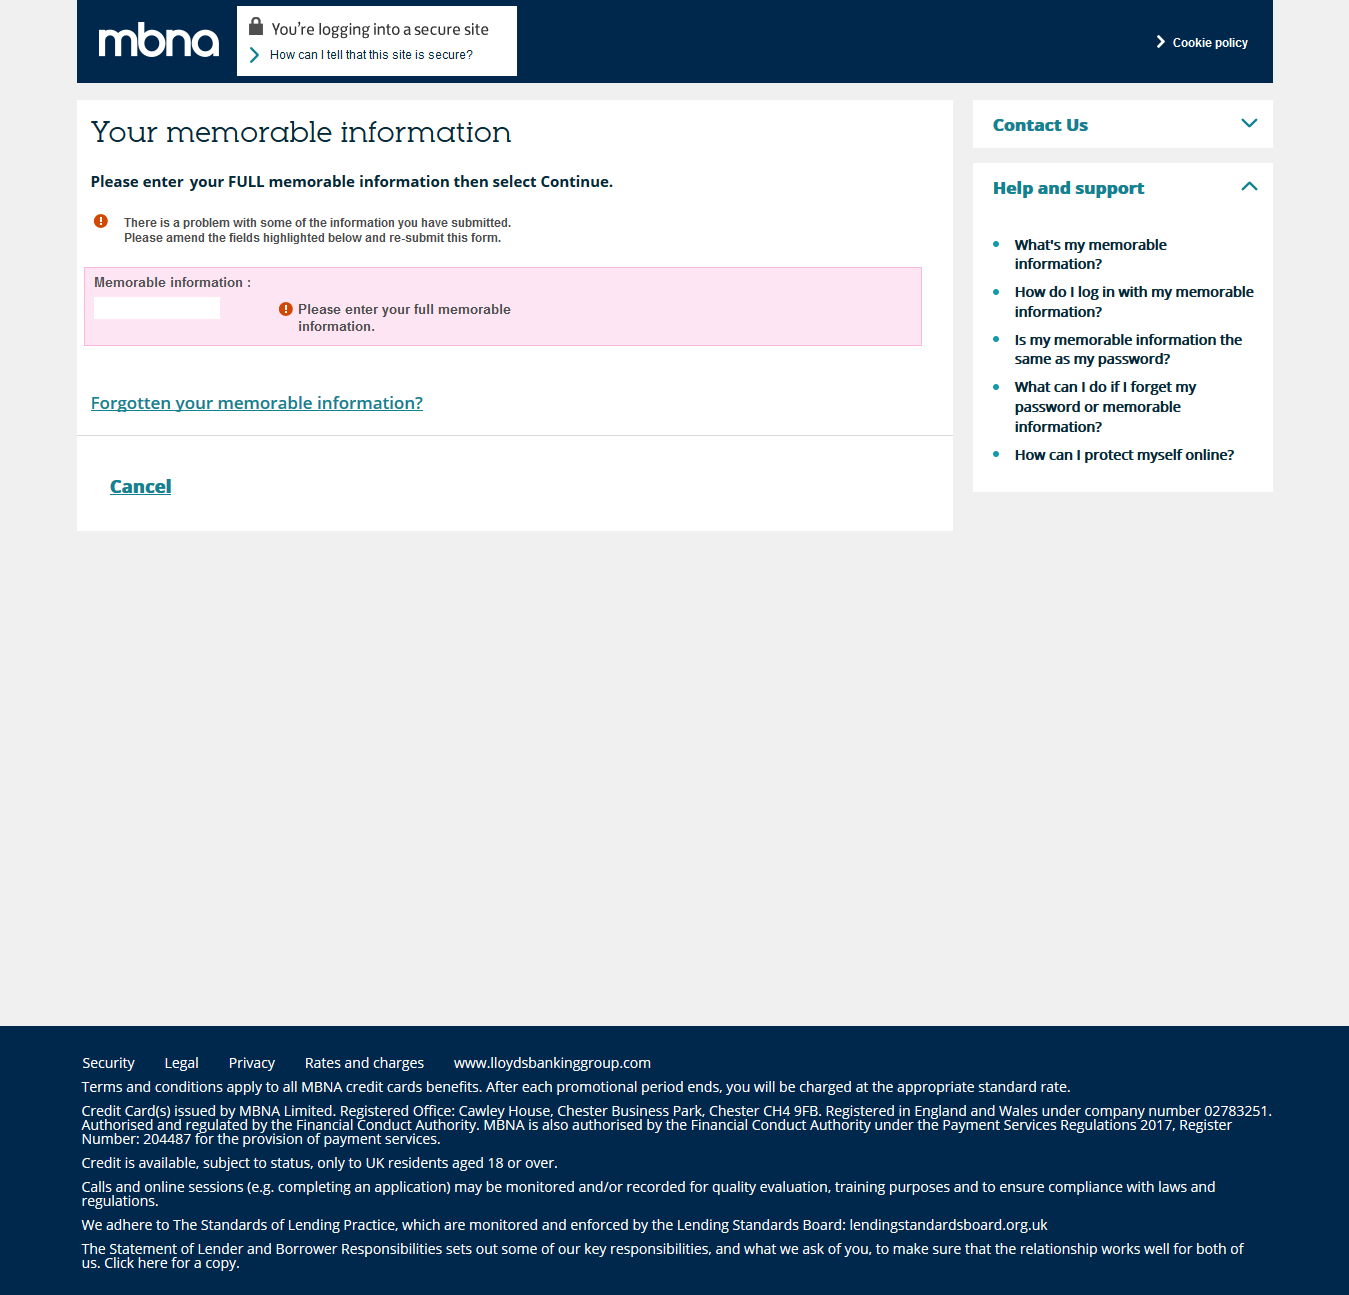 mbna
You're logging into a secure site
How can I tell that this site is secure?
Cookie policy
Your memorable information
Please enter your FULL memorable information then select Continue.
There is a problem with some of the information you have submitted.
Please amend the fields highlighted below and re-submit this form.
Memorable information :
Please enter your full memorable
information.
Forgotten your memorable information?
Cancel
Contact Us
Help and support
What's my memorable
information?
How do I log in with my memorable
information?
Is my memorable information the
same as my password?
What can I do if I forget my
password or memorable
information?
How can I protect myself online?
Security Legal Privacy Rates and charges www.lloydsbankinggroup.com
Terms and conditions apply to all MBNA credit cards benefits. After each promotional period ends, you will be charged at the appropriate standard rate.
Credit Card(s) issued by MBNA Limited. Registered Office: Cawley House, Chester Business Park, Chester CH4 9FB. Registered in England and Wales under company number 02783251.
Authorised and regulated by the Financial Conduct Authority. MBNA is also authorised by the Financial Conduct Authority under the Payment Services Regulations 2017, Register
Number: 204487 for the provision of payment services.
Credit is available, subject to status, only to UK residents aged 18 or over.
Calls and online sessions (e.g. completing an application) may be monitored and/or recorded for quality evaluation, training purposes and to ensure compliance with laws and
regulations.
We adhere to The Standards of Lending Practice, which are monitored and enforced by the Lending Standards Board: lendingstandardsboard.org.uk
The Statement of Lender and Borrower Responsibilities sets out some of our key responsibilities, and what we ask of you, to make sure that the relationship works well for both of
us. Click here for a copy.